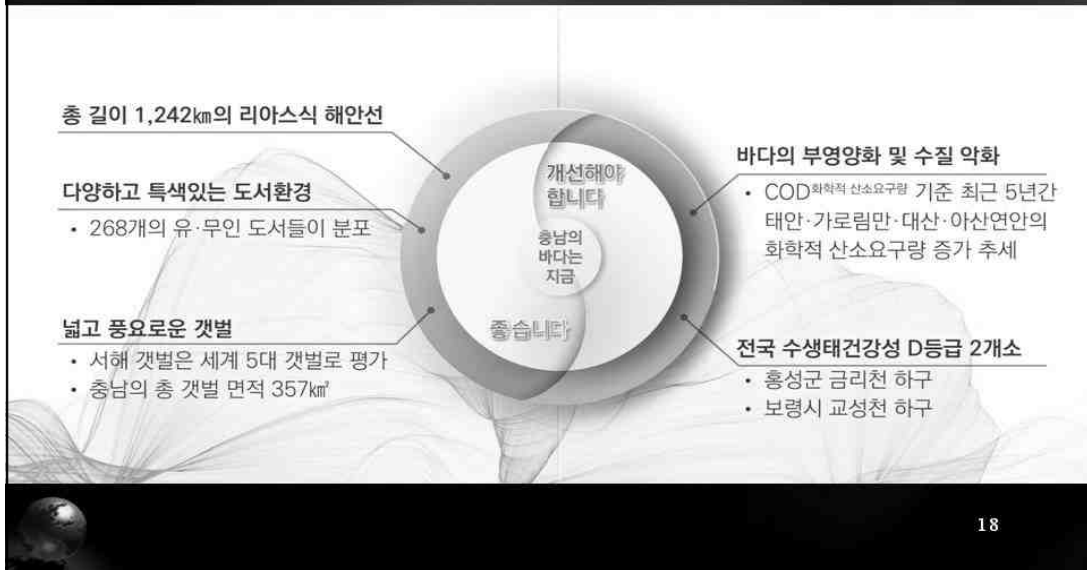 총 길이 1,242㎞의 리아스식 해안선
다양하고 특색있는 도서환경
• 268개의 유·무인 도서들이 분포
넓고 풍요로운 갯벌
• 서해 갯벌은 세계 5대 갯벌로 평가
• 충남의 총 갯벌 면적 357㎢
개선해야
합니다
충남의
바다는
지금
좋습니다
바다의 부영양화 및 수질 악화
• COD화학적 산소요구량 기준 최근 5년간
태안·가로림만·대산·아산연안의
화학적 산소요구량 증가 추세
전국 수생태건강성 D등급 2개소
• 홍성군 금리천 하구
• 보령시 교성천 하구
18